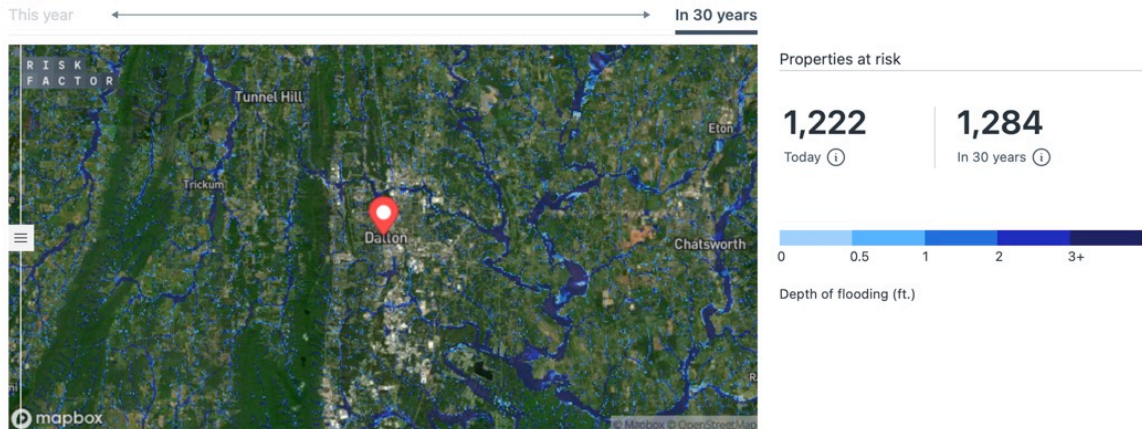 This year
In 30 years
RISK
FACTOR
Tunnel Hill
Eton
Trickum
Dalton
Chatsworth
mapbox
© Mapbox © OpenStreetMap
Properties at risk
1,222
1,284
Today
In 30 years
0 0.5 1 2 3+
Depth of flooding (ft.)